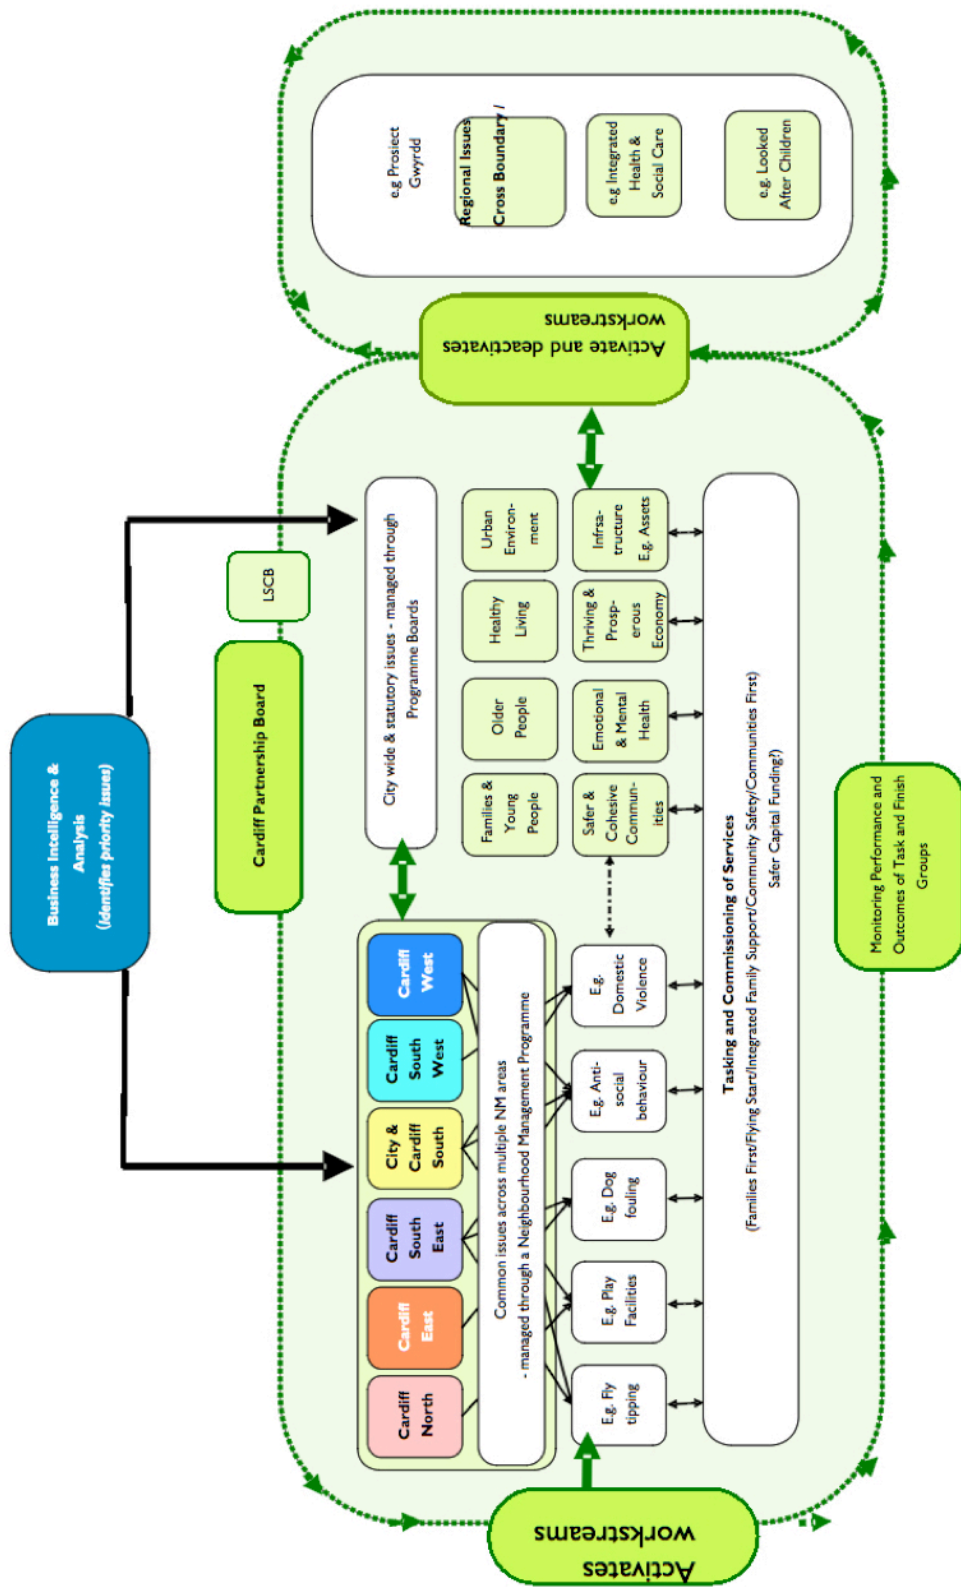 Business Intelligence &
Analysis
(Identifies priority issues)
Cardiff Partnership Board
LSCB
Cardiff
North
Cardiff
East
Cardiff
South
East
City &
Cardiff
South
Cardiff
South
West
Cardiff
West
Common issues across multiple NM areas
- managed through a Neighbourhood Management Programme
City wide & statutory issues - managed through
Programme Boards
Families &
Young
People
Older
People
Healthy
Living
Urban
Environ-
ment
Safer &
Cohesive
Commun-
ities
Emotional
& Mental
Health
Thriving &
Prosp-
erous
Economy
Infrsa-
tructure
E.g. Assets
E.g. Fly
tipping
E.g. Play
Facilities
E.g. Dog
fouling
E.g. Anti-
social
behaviour
E.g.
Domestic
Violence
Tasking and Commissioning of Services
(Families First/Flying Start/Integrated Family Support/Community Safety/Communities First)
Safer Capital Funding?)
Activates
workstreams
Activate and deactivates
workstreams
Monitoring Performance and
Outcomes of Task and Finish
Groups
e.g Prosiect
Gwyrdd
Regional Issues
Cross Boundary /
e.g Integrated
Health &
Social Care
e.g. Looked
After Children